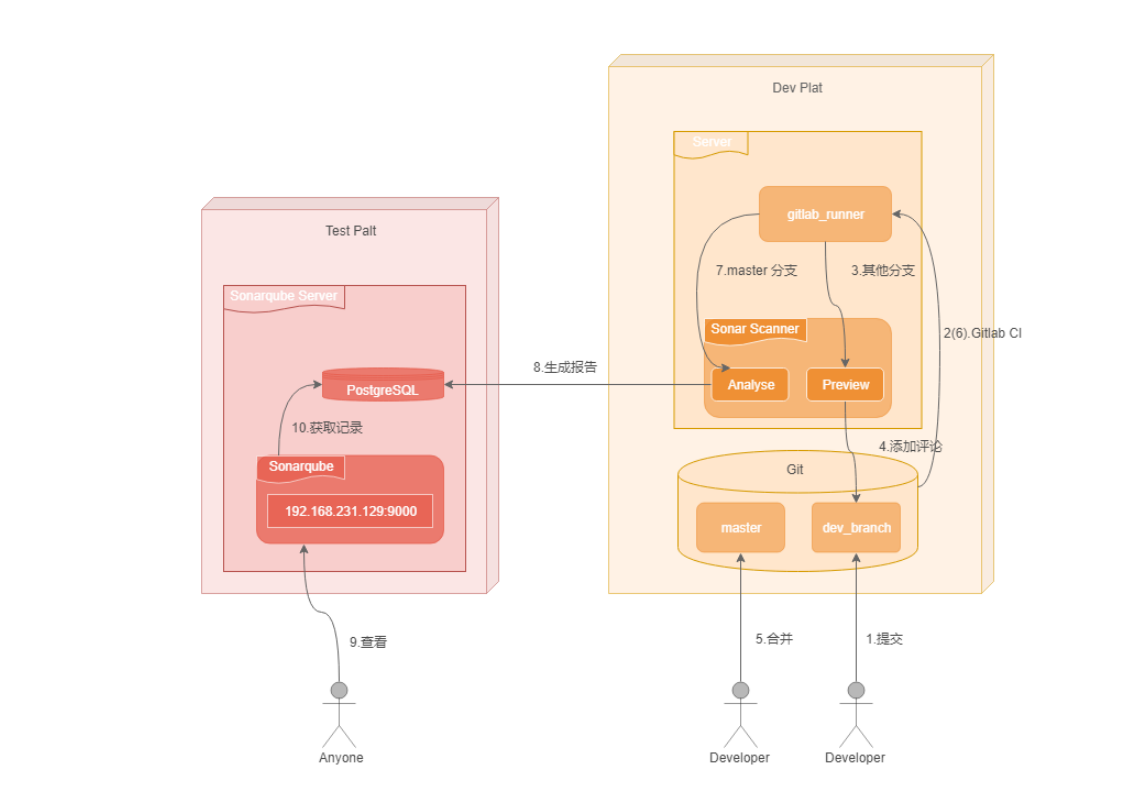 Dev Plat
Server
gitlab_runner
7.master 分支
3.其他分支
2(6).Gitlab CI
Sonar Scanner
Analyse
Preview
8.生成报告
4.添加评论
Git
master
dev_branch
5.合并
1.提交
Developer
Developer
Test Palt
Sonarqube Server
PostgreSQL
10.获取记录
Sonarqube
192.168.231.129:9000
9.查看
Anyone